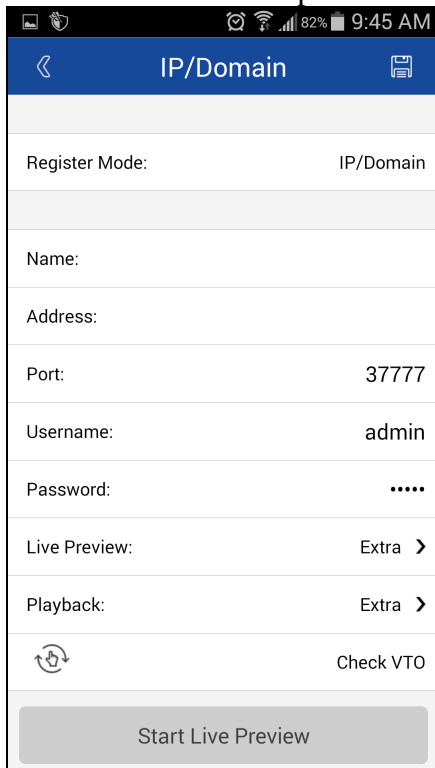 82% 9:45 AM
IP/Domain
Register Mode: IP/Domain
Name:
Address:
Port: 37777
Username: admin
Password: •••••
Live Preview: Extra
Playback: Extra
Check VTO
Start Live Preview